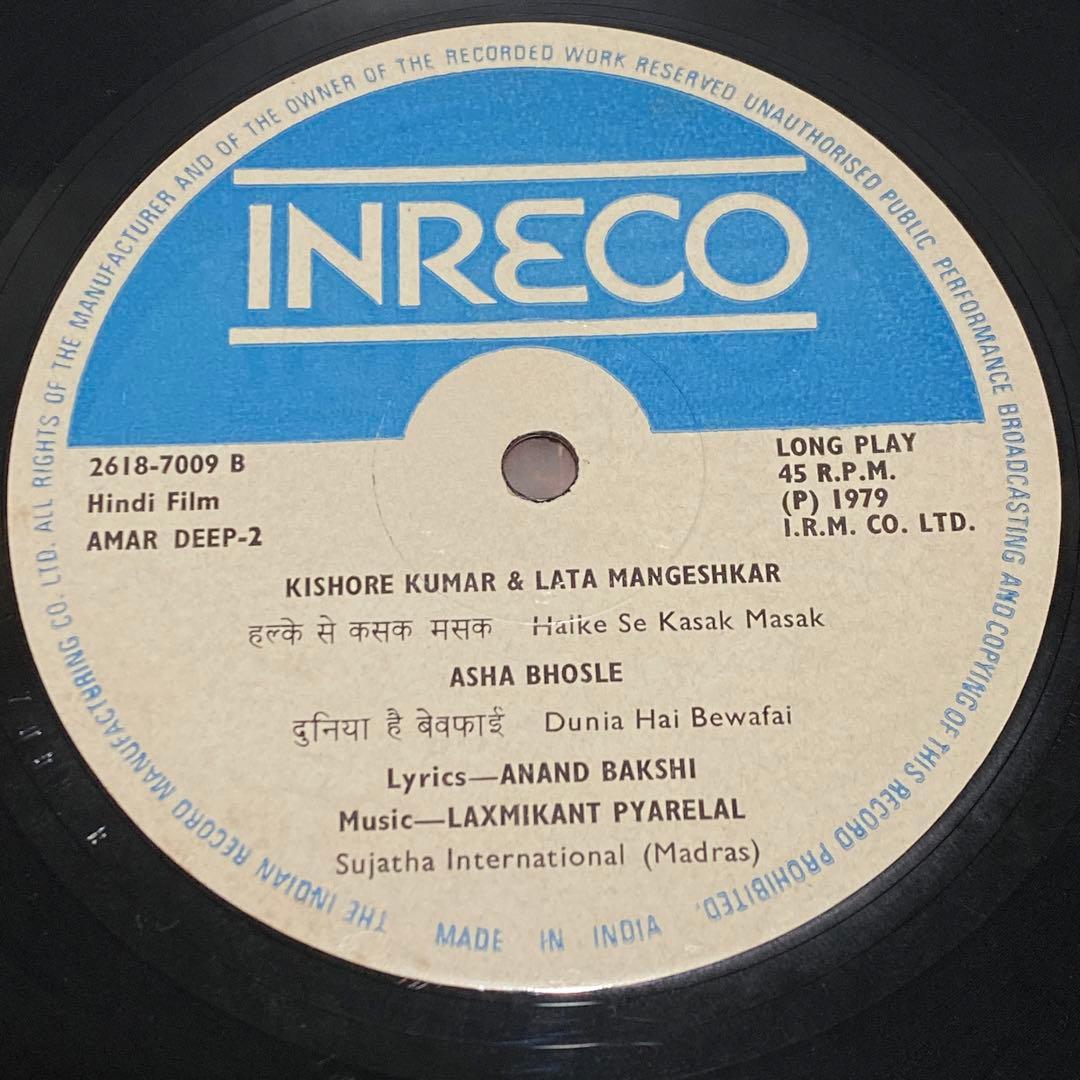 INRECO
2618-7009 B
Hindi Film
AMAR DEEP-2
LONG PLAY
45 R.P.M.
(P) 1979
I.R.M. CO. LTD.
KISHORE KUMAR & LATA MANGESHKAR
हल्के से कसक मसक Haike Se Kasak Masak
ASHA BHOSLE
दुनिया है बेवफाई Dunia Hai Bewafai
Lyrics—ANAND BAKSHI
Music—LAXMIKANT PYARELAL
Sujatha International (Madras)
THE INDIAN RECORD MANUFACTURING CO. LTD. ALL RIGHTS OF THE MANUFACTURER AND OF THE OWNER OF THE RECORDED WORK RESERVED UNAUTHORISED PUBLIC PERFORMANCE BROADCASTING AND COPYING OF THIS RECORD PROHIBITED.
MADE IN INDIA